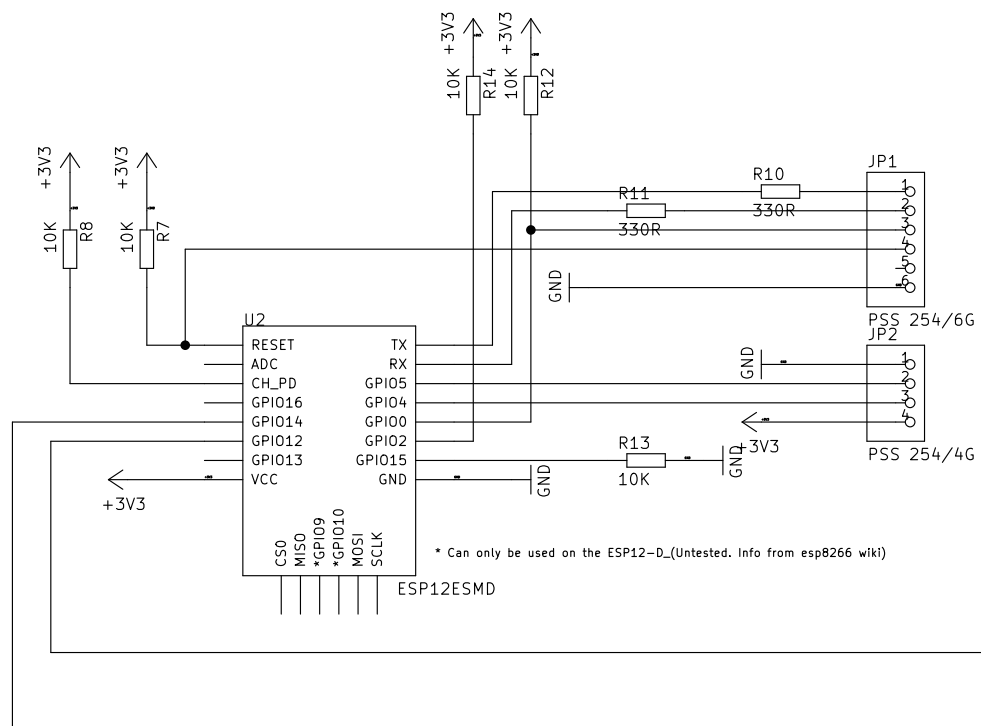 +3V3
+3V3
10K
R14
10K
R12
+3V3
+3V3
10K
R8
10K
R7
JP1
R10
330R
R11
330R
1
2
3
4
5
6
GND
PSS 254/6G
JP2
1
2
3
4
GND
+3V3
PSS 254/4G
U2
RESET
ADC
CH_PD
GPIO16
GPIO14
GPIO12
GPIO13
VCC
TX
RX
GPIO5
GPIO4
GPIO0
GPIO2
GPIO15
GND
R13
10K
GND
GND
+3V3
CS0
MISO
*GPIO9
*GPIO10
MOSI
SCLK
* Can only be used on the ESP12-D_(Untested. Info from esp8266 wiki)
ESP12ESMD